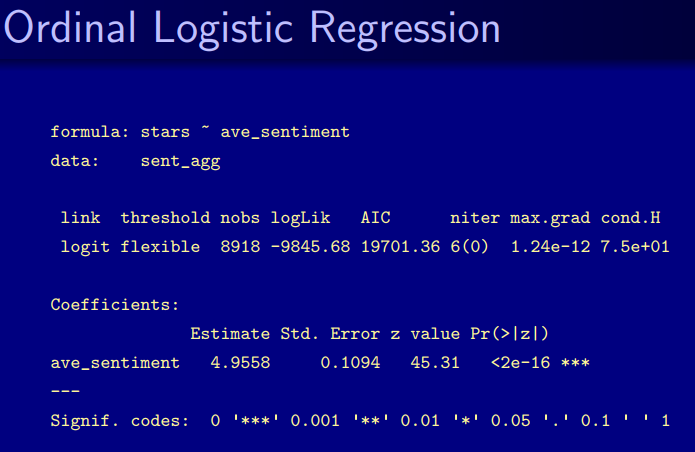 Ordinal Logistic Regression
formula: stars ~ ave_sentiment
data:    sent_agg
link  threshold nobs logLik   AIC      niter max.grad cond.H
logit flexible  8918 -9845.68 19701.36 6(0)  1.24e-12 7.5e+01
Coefficients:
              Estimate Std. Error z value Pr(>|z|)
ave_sentiment   4.9558     0.1094   45.31   <2e-16 ***
---
Signif. codes:  0 '***' 0.001 '**' 0.01 '*' 0.05 '.' 0.1 ' ' 1